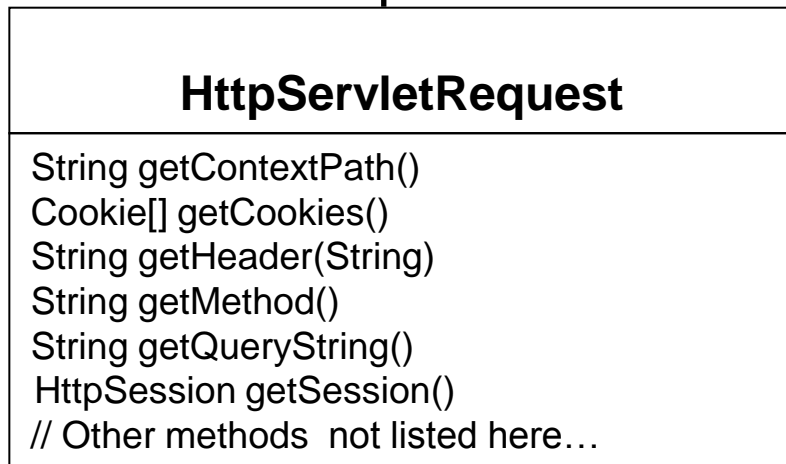 HttpServletRequest
String getContextPath()
Cookie[] getCookies()
String getHeader(String)
String getMethod()
String getQueryString()
HttpSession getSession()
// Other methods  not listed here…